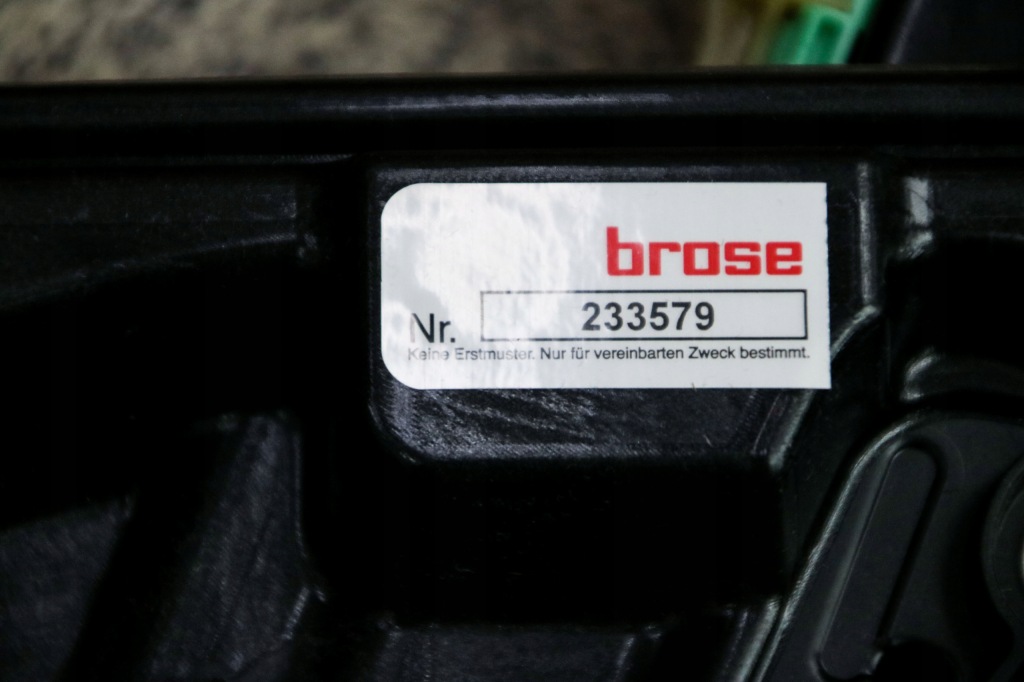 brose
Nr. 233579
Keine Erstmuster. Nur für vereinbarten Zweck bestimmt.